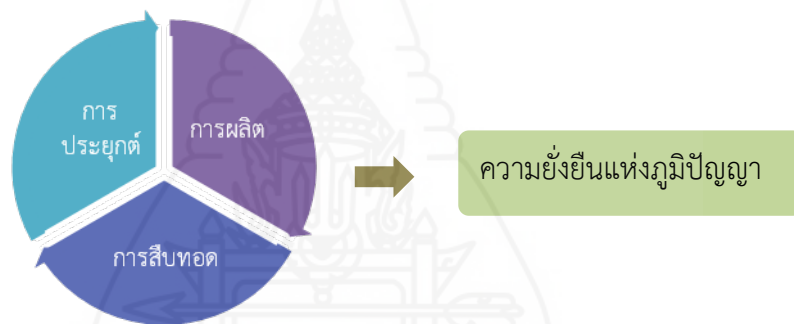 การ
ประยุกต์
การผลิต
การสืบทอด
ความยั่งยืนแห่งภูมิปัญญา